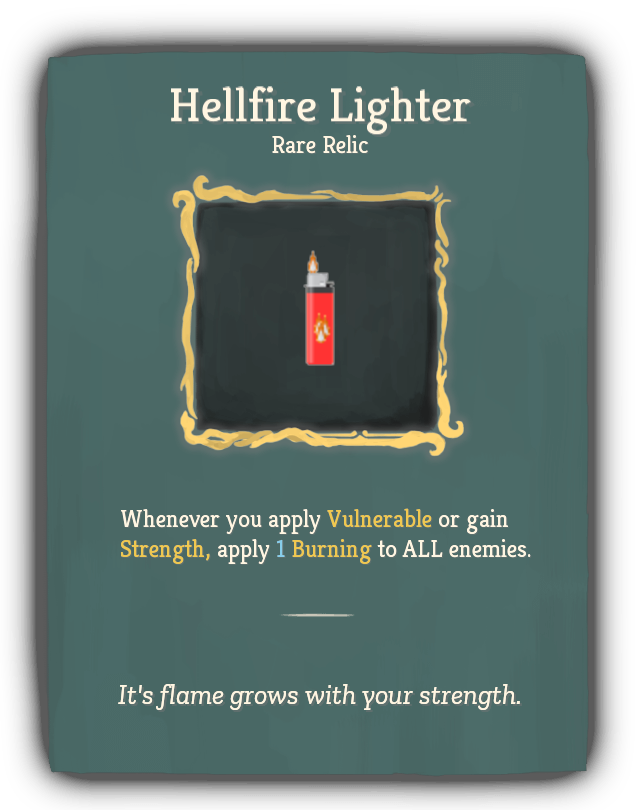 Hellfire Lighter
Rare Relic
Whenever you apply Vulnerable or gain
Strength, apply 1 Burning to ALL enemies.
It's flame grows with your strength.